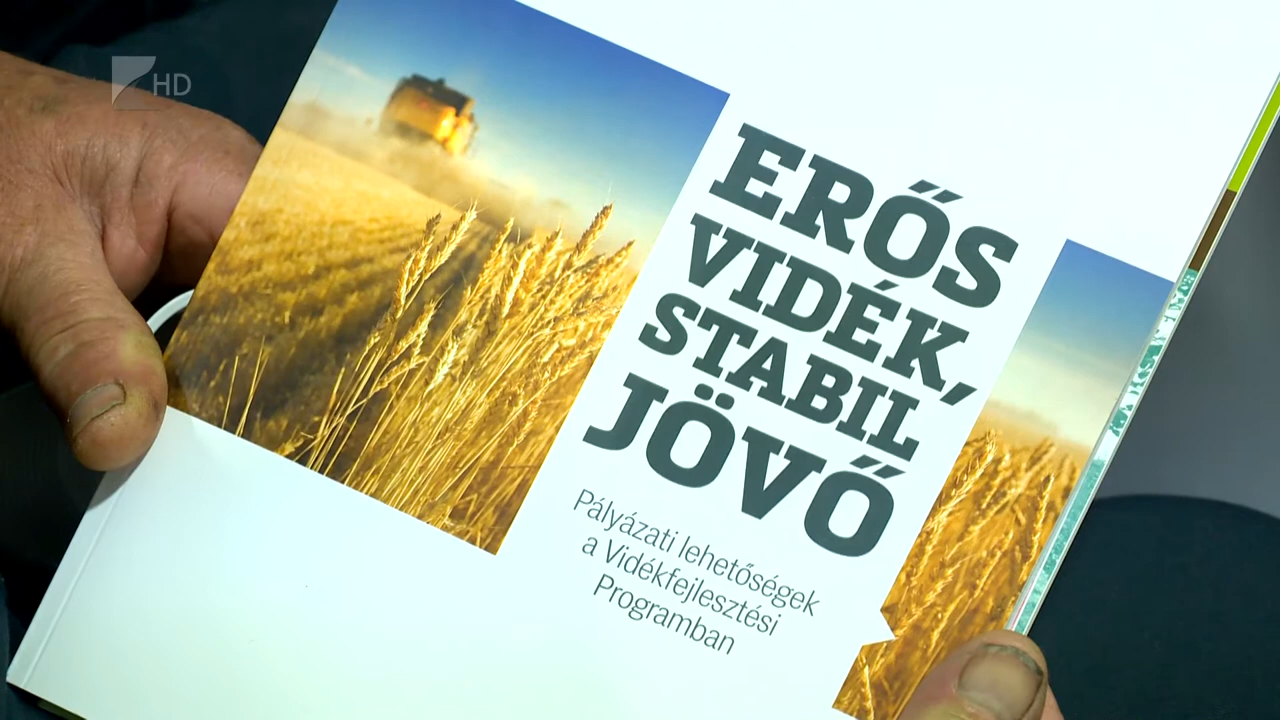 HD
ERŐS
VIDÉK,
STABIL
JÖVŐ
Pályázati lehetőségek
a Vidékfejlesztési
Programban